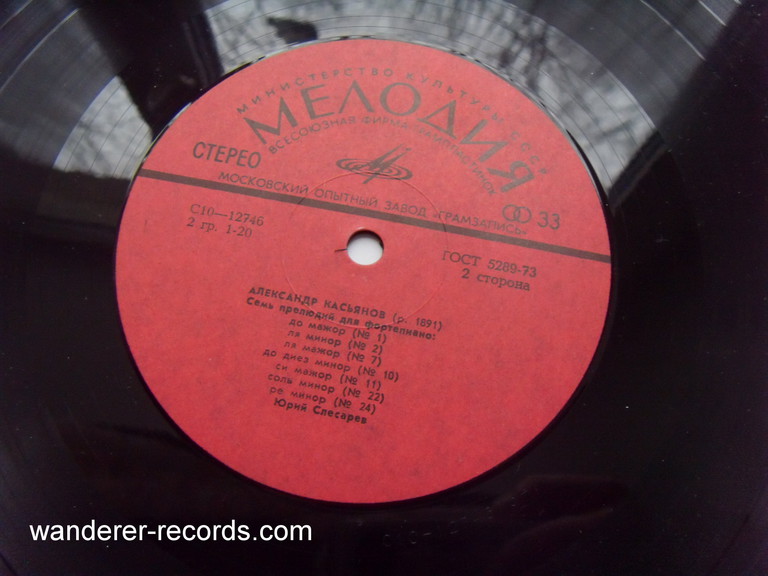 МИНИСТЕРСТВО КУЛЬТУРЫ СССР
МЕЛОДИЯ
ВСЕСОЮЗНАЯ ФИРМА ГРАМПЛАСТИНОК
СТЕРЕО
33
МОСКОВСКИЙ ОПЫТНЫЙ ЗАВОД «ГРАМЗАПИСЬ»
С10—12746
2 гр. 1-20
ГОСТ 5289-73
2 сторона
АЛЕКСАНДР КАСЬЯНОВ (р. 1891)
Семь прелюдий для фортепиано:
до мажор (№ 1)
ля минор (№ 2)
ля мажор (№ 7)
до диез минор (№ 10)
си мажор (№ 11)
соль минор (№ 22)
ре минор (№ 24)
Юрий Слесарев
wanderer-records.com